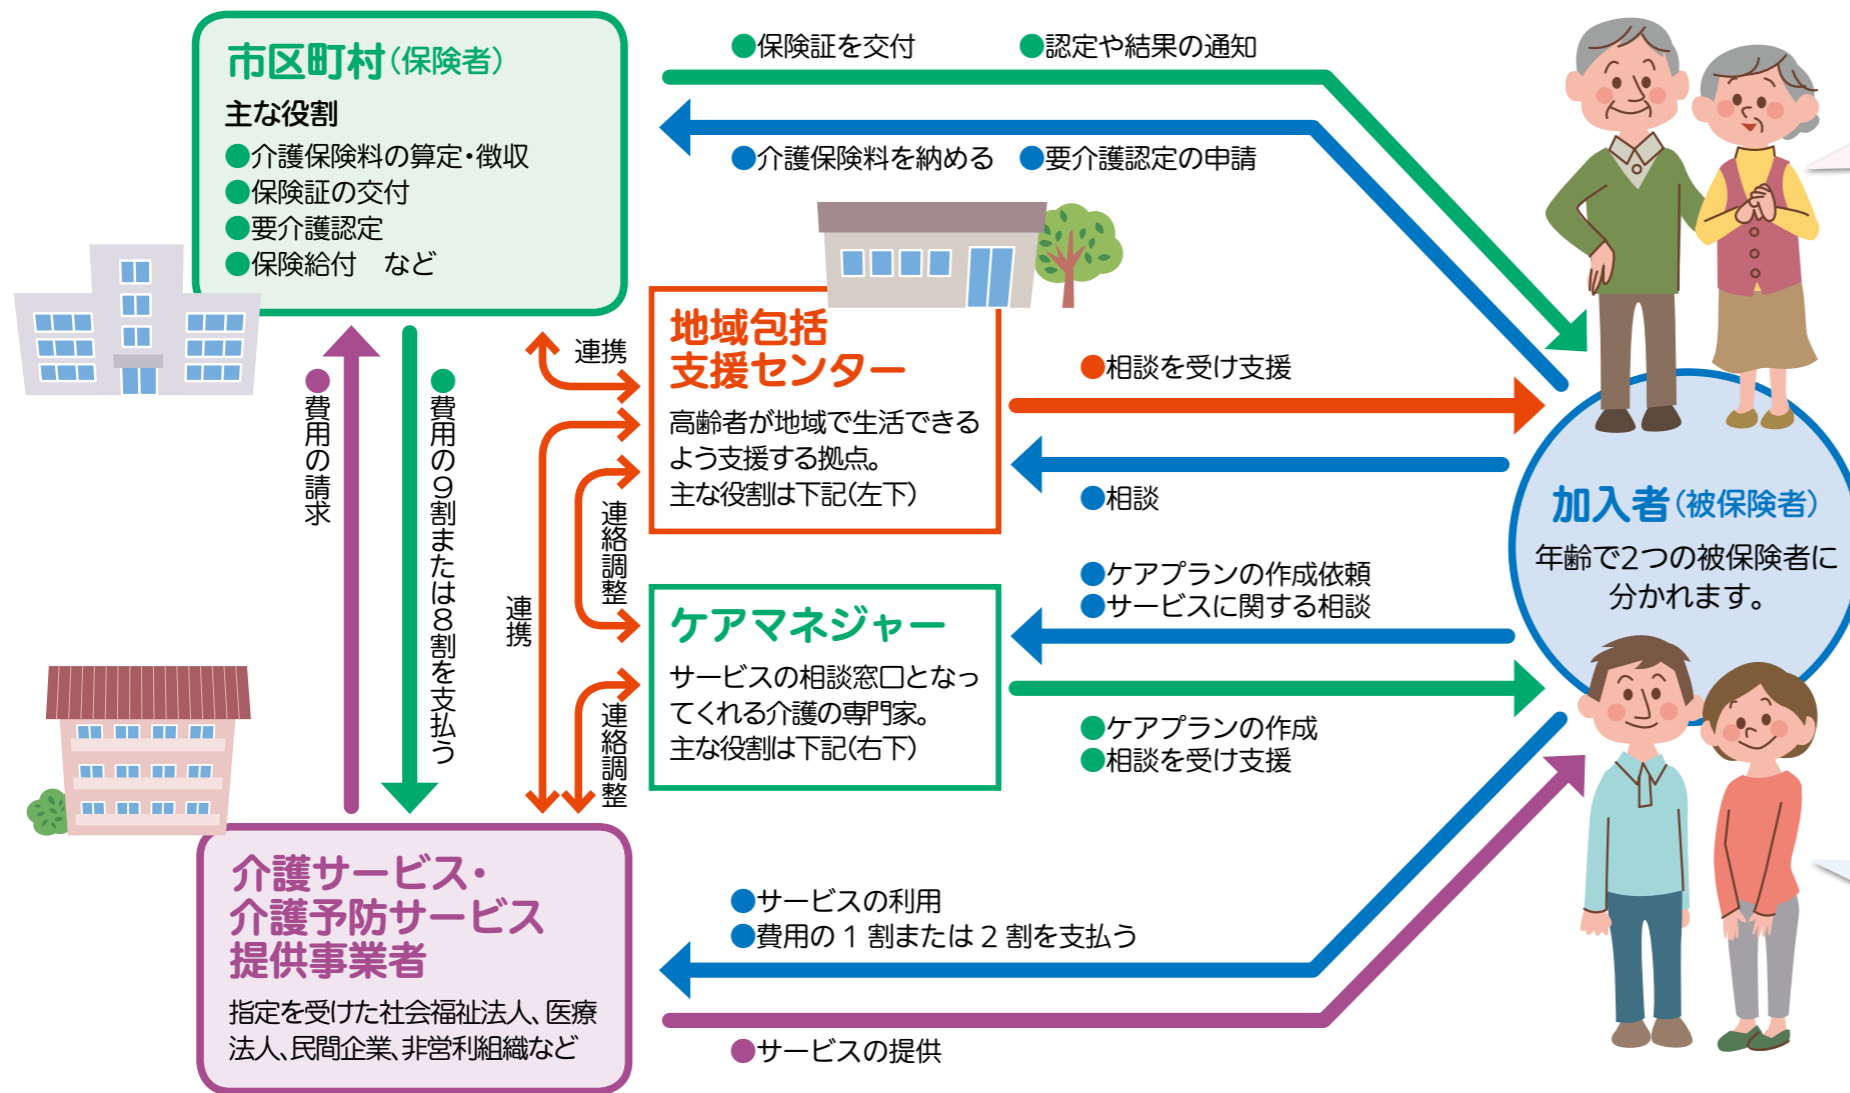 市区町村(保険者)
主な役割
●介護保険料の算定・徴収
●保険証の交付
●要介護認定
●保険給付　など
●保険証を交付
●認定や結果の通知
●介護保険料を納める
●要介護認定の申請
●費用の請求
●費用の9割または8割を支払う
連携
連携
連絡調整
連絡調整
地域包括
支援センター
高齢者が地域で生活できる
よう支援する拠点。
主な役割は下記(左下)
●相談を受け支援
●相談
ケアマネジャー
サービスの相談窓口となっ
てくれる介護の専門家。
主な役割は下記(右下)
●ケアプランの作成依頼
●サービスに関する相談
●ケアプランの作成
●相談を受け支援
加入者(被保険者)
年齢で2つの被保険者に
分かれます。
介護サービス・
介護予防サービス
提供事業者
指定を受けた社会福祉法人、医療
法人、民間企業、非営利組織など
●サービスの利用
●費用の 1 割または 2 割を支払う
●サービスの提供